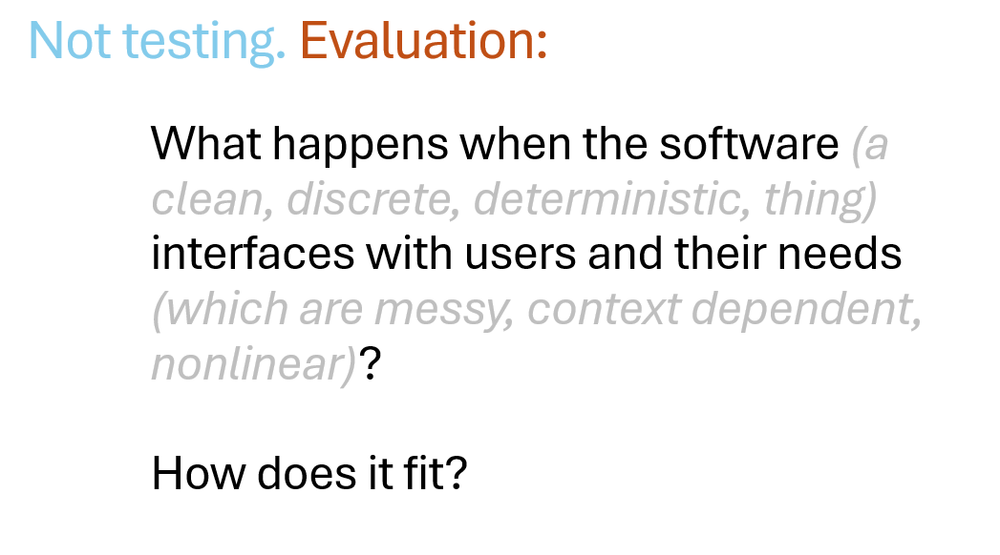 Not testing. Evaluation:
What happens when the software (a
clean, discrete, deterministic, thing)
interfaces with users and their needs
(which are messy, context dependent,
nonlinear)?
How does it fit?